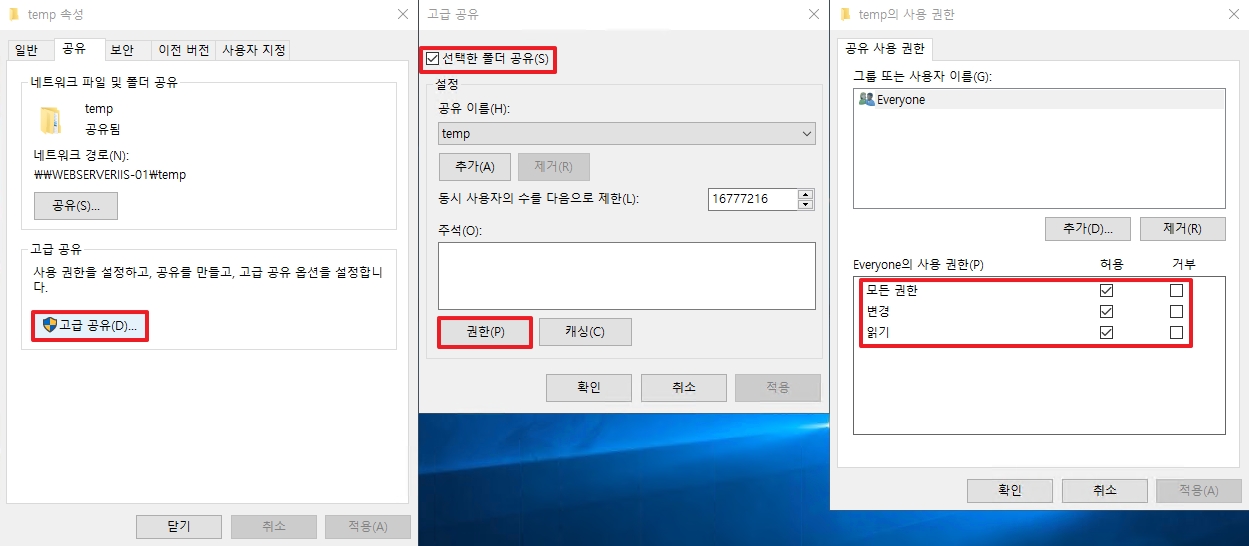 temp 속성
일반
공유
보안
이전 버전
사용자 지정
네트워크 파일 및 폴더 공유
temp
공유됨
네트워크 경로(N):
₩₩WEBSERVERIIS-01₩temp
공유(S)...
고급 공유
사용 권한을 설정하고, 공유를 만들고, 고급 공유 옵션을 설정합니
다.
고급 공유(D)...
닫기
취소
적용(A)
고급 공유
선택한 폴더 공유(S)
설정
공유 이름(H):
temp
추가(A)
제거(R)
동시 사용자의 수를 다음으로 제한(L):
16777216
주석(O):
권한(P)
캐싱(C)
확인
취소
적용
temp의 사용 권한
공유 사용 권한
그룹 또는 사용자 이름(G):
Everyone
추가(D)...
제거(R)
Everyone의 사용 권한(P)
허용
거부
모든 권한
변경
읽기
확인
취소
적용(A)